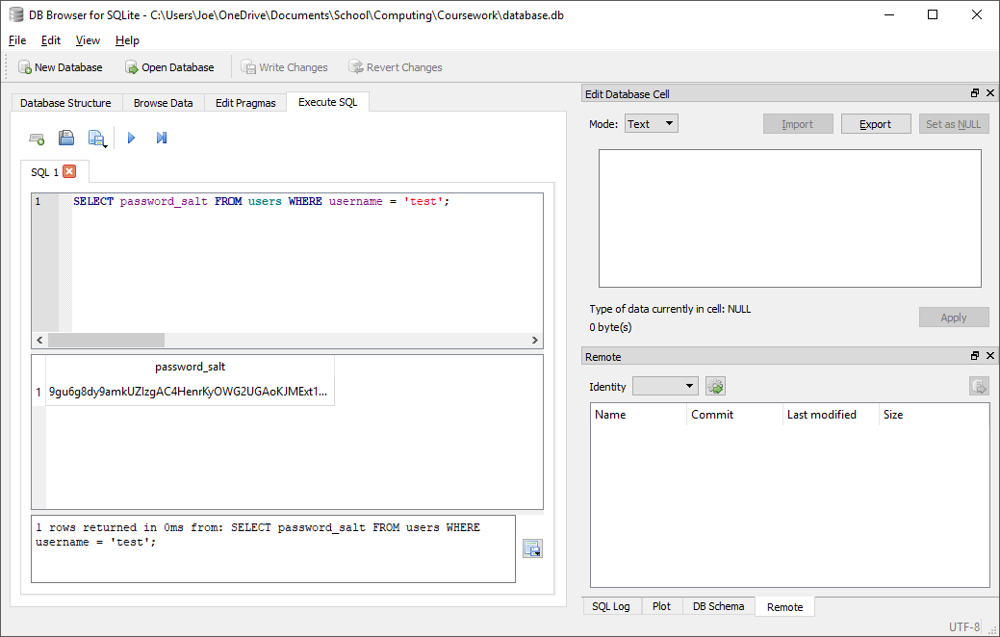 DB Browser for SQLite - C:\Users\Joe\OneDrive\Documents\School\Computing\Coursework\database.db
File Edit View Help
New Database Open Database Write Changes Revert Changes
Database Structure Browse Data Edit Pragmas Execute SQL
SQL 1
1 SELECT password_salt FROM users WHERE username = 'test';
password_salt
1 9gu6g8dy9amkUZIzgAC4HenrKyOWG2UGAoKJMExt1...
1 rows returned in 0ms from: SELECT password_salt FROM users WHERE
username = 'test';
Edit Database Cell
Mode: Text Import Export Set as NULL
Type of data currently in cell: NULL
0 byte(s)
Apply
Remote
Identity
Name Commit Last modified Size
SQL Log Plot DB Schema Remote
UTF-8